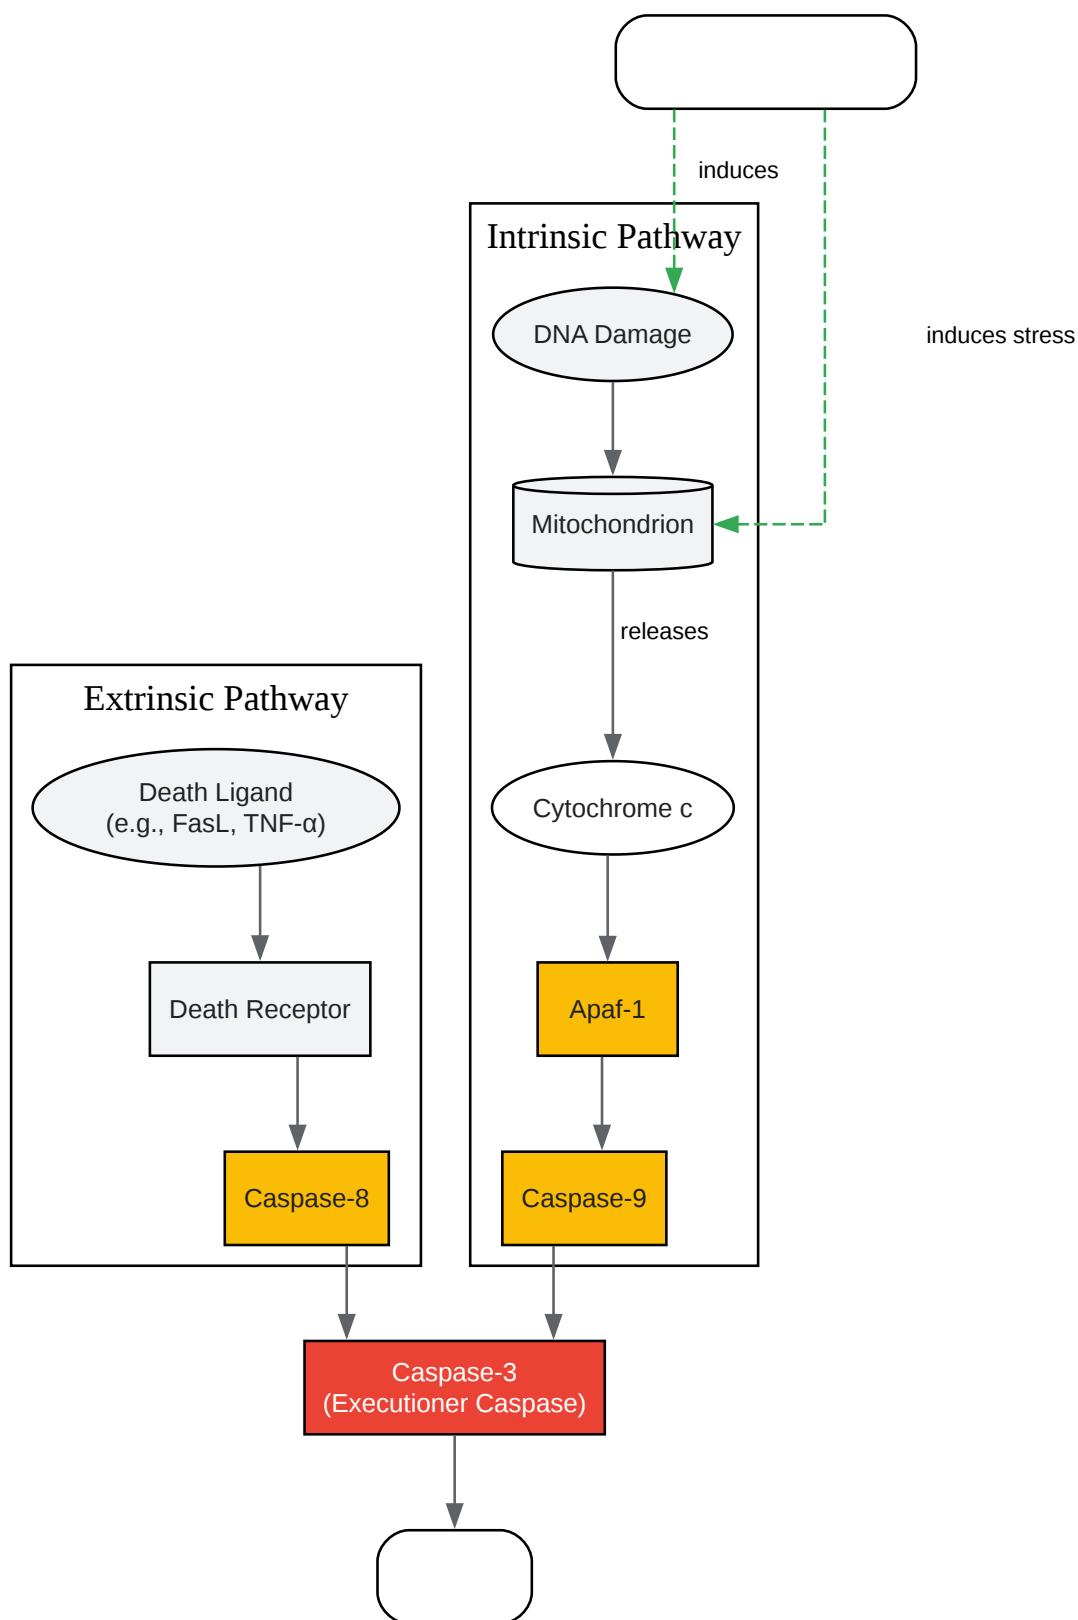 induces
Intrinsic Pathway
DNA Damage
induces stress
Mitochondrion
releases
Extrinsic Pathway
Death Ligand
(e.g., FasL, TNF-α)
Cytochrome c
Death Receptor
Apaf-1
Caspase-8
Caspase-9
Caspase-3
(Executioner Caspase)